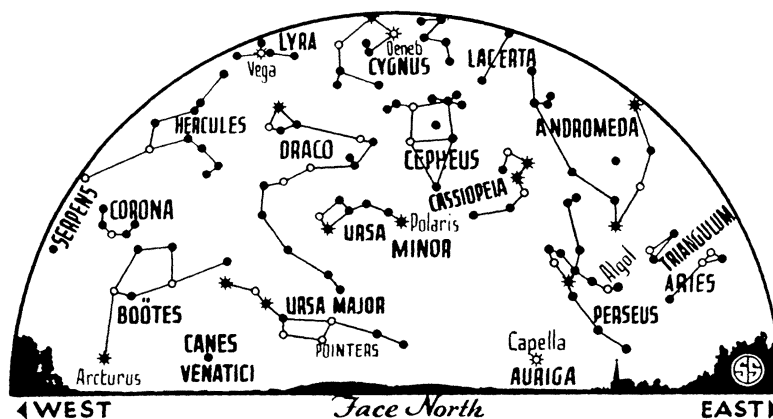 LYRA
Vega
Deneb
CYGNUS
LACERTA
HERCULES
DRACO
CEPHEUS
ANDROMEDA
CASSIOPEIA
SERPENS
CORONA
Polaris
URSA
MINOR
TRIANGULUM
Algol
ARIES
BOÖTES
URSA MAJOR
PERSEUS
CANES
VENATICI
POINTERS
Capella
AURIGA
Arcturus
SS
WEST
Face North
EAST